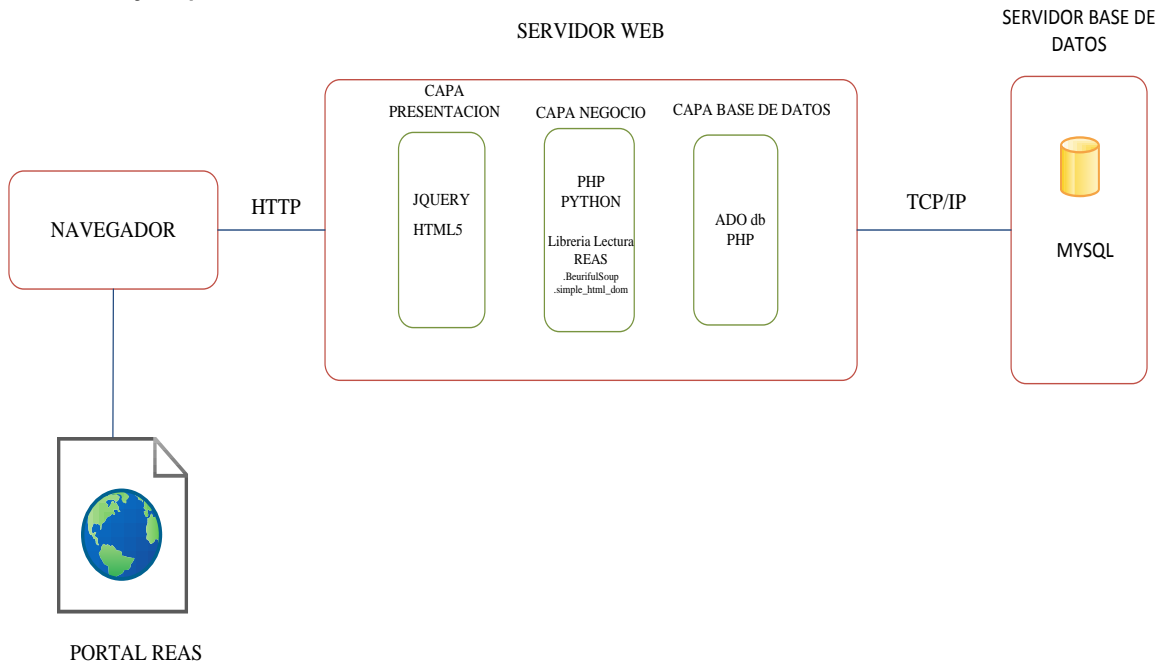 SERVIDOR WEB
SERVIDOR BASE DE
DATOS
CAPA
PRESENTACION
CAPA NEGOCIO
CAPA BASE DE DATOS
NAVEGADOR
HTTP
JQUERY
HTML5
PHP
PYTHON
Libreria Lectura
REAS
.BeurifulSoup
.simple_html_dom
ADO db
PHP
TCP/IP
MYSQL
PORTAL REAS